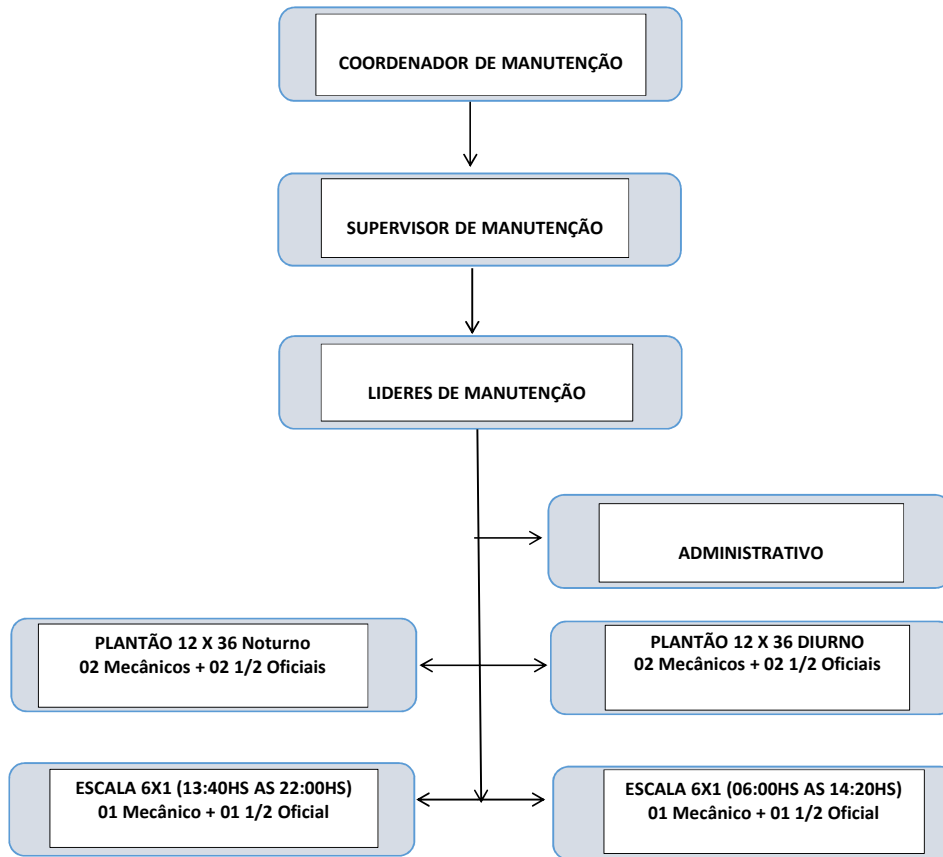 COORDENADOR DE MANUTENÇÃO
SUPERVISOR DE MANUTENÇÃO
LIDERES DE MANUTENÇÃO
ADMINISTRATIVO
PLANTÃO 12 X 36 Noturno
02 Mecânicos + 02 1/2 Oficiais
PLANTÃO 12 X 36 DIURNO
02 Mecânicos + 02 1/2 Oficiais
ESCALA 6X1 (13:40HS AS 22:00HS)
01 Mecânico + 01 1/2 Oficial
ESCALA 6X1 (06:00HS AS 14:20HS)
01 Mecânico + 01 1/2 Oficial